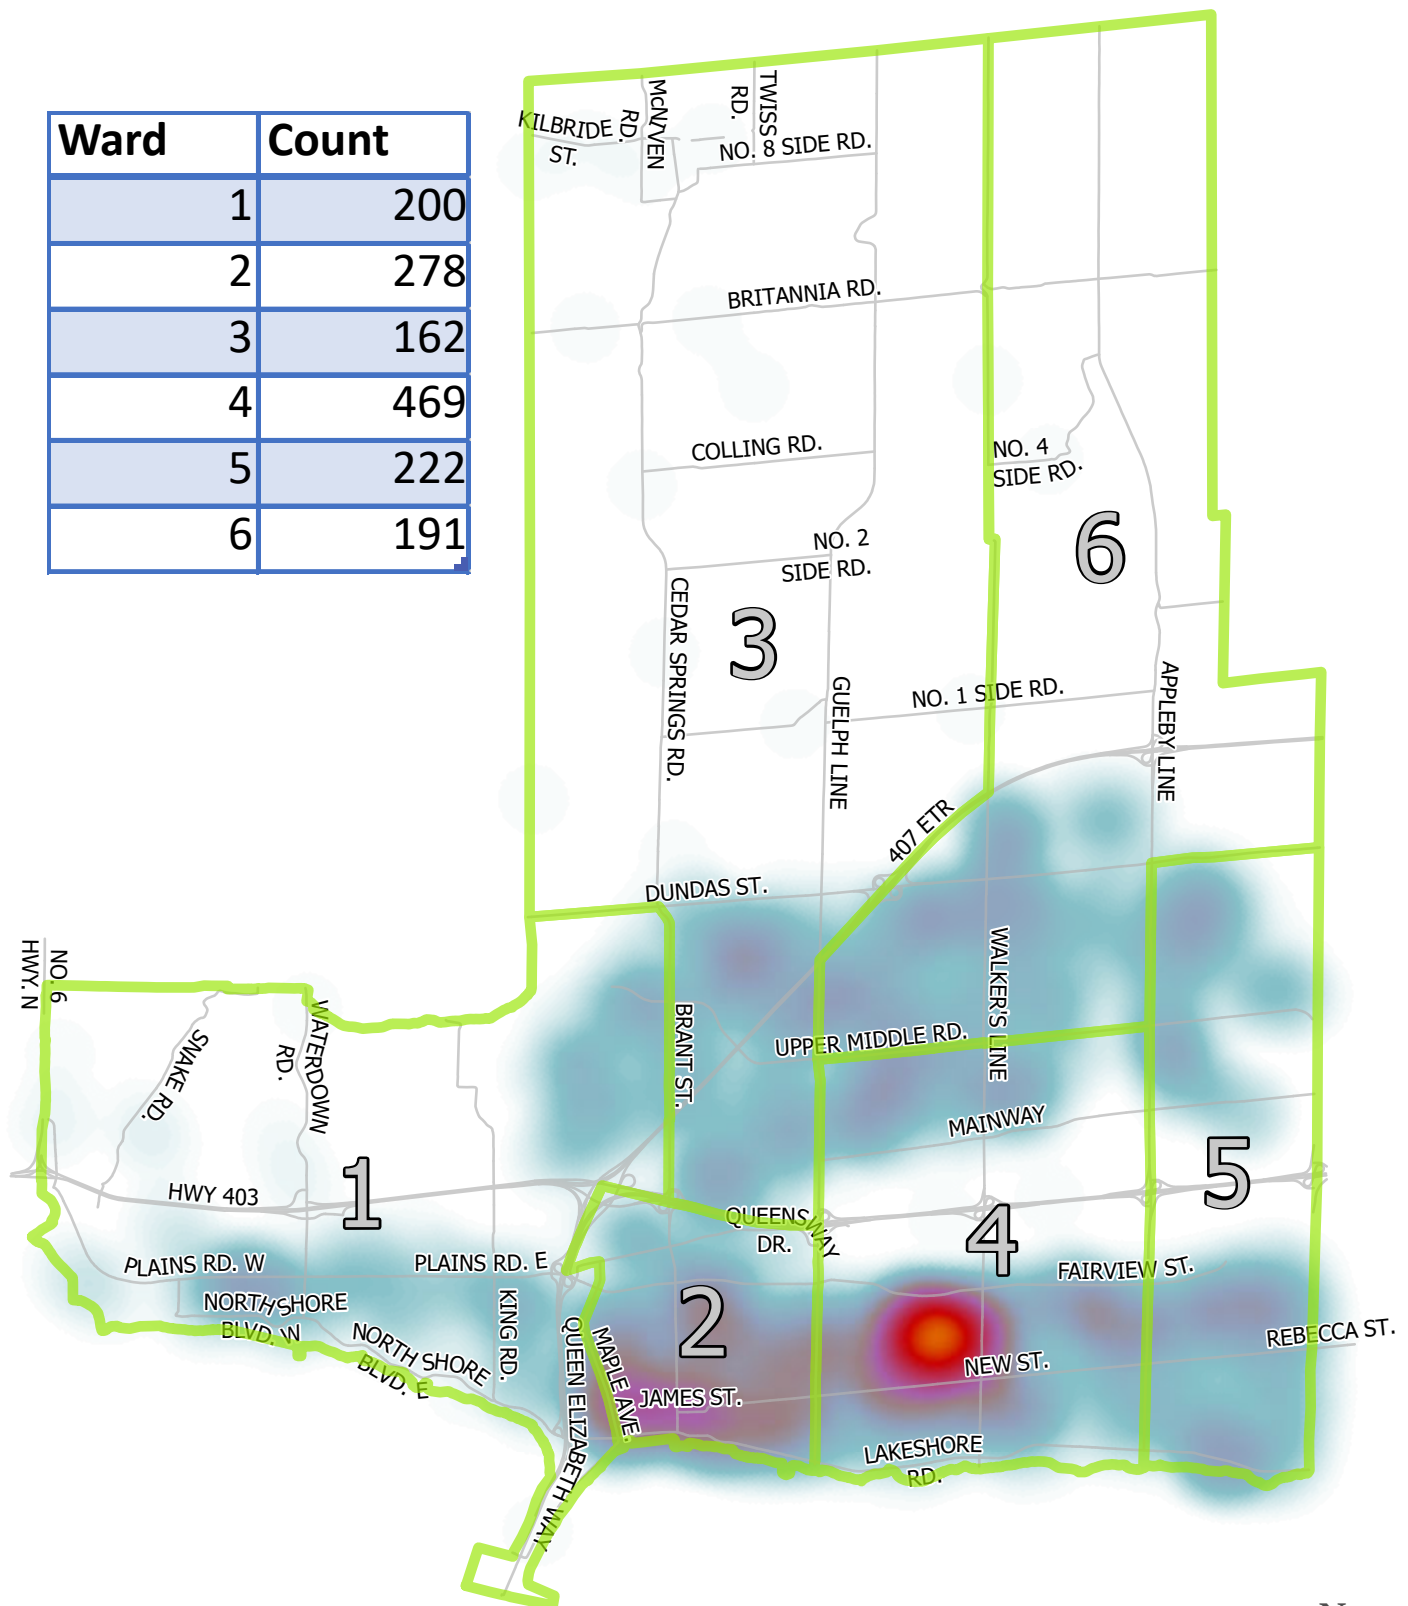 Ward Count
1 200
2 278
3 162
4 469
5 222
6 191
KILBRIDE
ST.
McNIVEN
RD.
TWISS
RD.
NO. 8 SIDE RD.
BRITANNIA RD.
COLLING RD.
NO. 4
SIDE RD.
NO. 2
SIDE RD.
6
3
CEDAR SPRINGS RD.
GUELPH LINE
NO. 1 SIDE RD.
APPLEBY LINE
407 ETR
DUNDAS ST.
WALKER'S LINE
NO. 6
HWY. N
SNAKE RD.
WATERDOWN
RD.
BRANT ST.
UPPER MIDDLE RD.
MAINWAY
1
HWY 403
5
QUEENSWAY
DR.
4
PLAINS RD. W
PLAINS RD. E
FAIRVIEW ST.
NORTHSHORE
BLVD. W
NORTH SHORE
BLVD. E
KING RD.
QUEEN ELIZABETH WAY
MAPLE AVE.
2
JAMES ST.
NEW ST.
REBECCA ST.
LAKESHORE
RD.